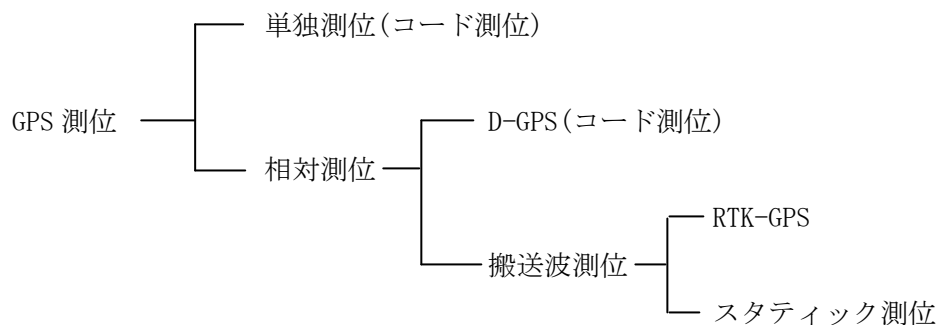 単独測位(コード測位)
GPS 測位
D-GPS(コード測位)
相対測位
RTK-GPS
搬送波測位
スタティック測位